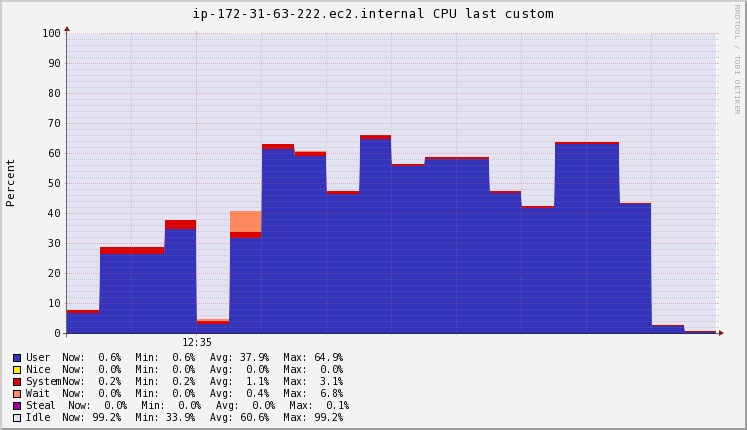 ip-172-31-63-222.ec2.internal CPU last custom
RRDTOOL / TOBI OETIKER
Percent
100
90
80
70
60
50
40
30
20
10
0
12:35
User Now: 0.6% Min: 0.6% Avg: 37.9% Max: 64.9%
Nice Now: 0.0% Min: 0.0% Avg: 0.0% Max: 0.0%
System Now: 0.2% Min: 0.2% Avg: 1.1% Max: 3.1%
Wait Now: 0.0% Min: 0.0% Avg: 0.4% Max: 6.8%
Steal Now: 0.0% Min: 0.0% Avg: 0.0% Max: 0.1%
Idle Now: 99.2% Min: 33.9% Avg: 60.6% Max: 99.2%